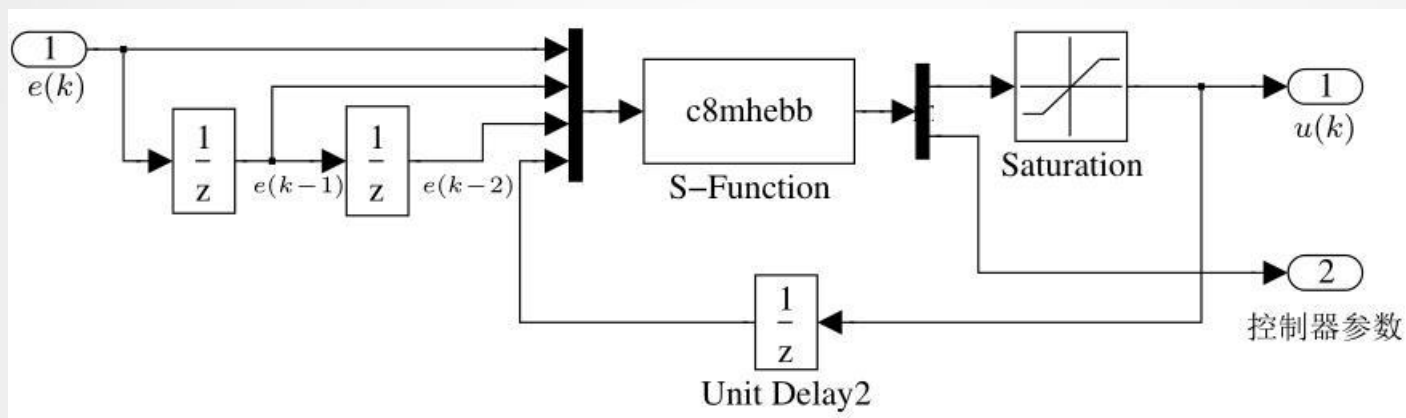 1
e(k)
1
z
e(k−1)
1
z
e(k−2)
c8mhebb
S−Function
Saturation
1
u(k)
2
控制器参数
1
z
Unit Delay2